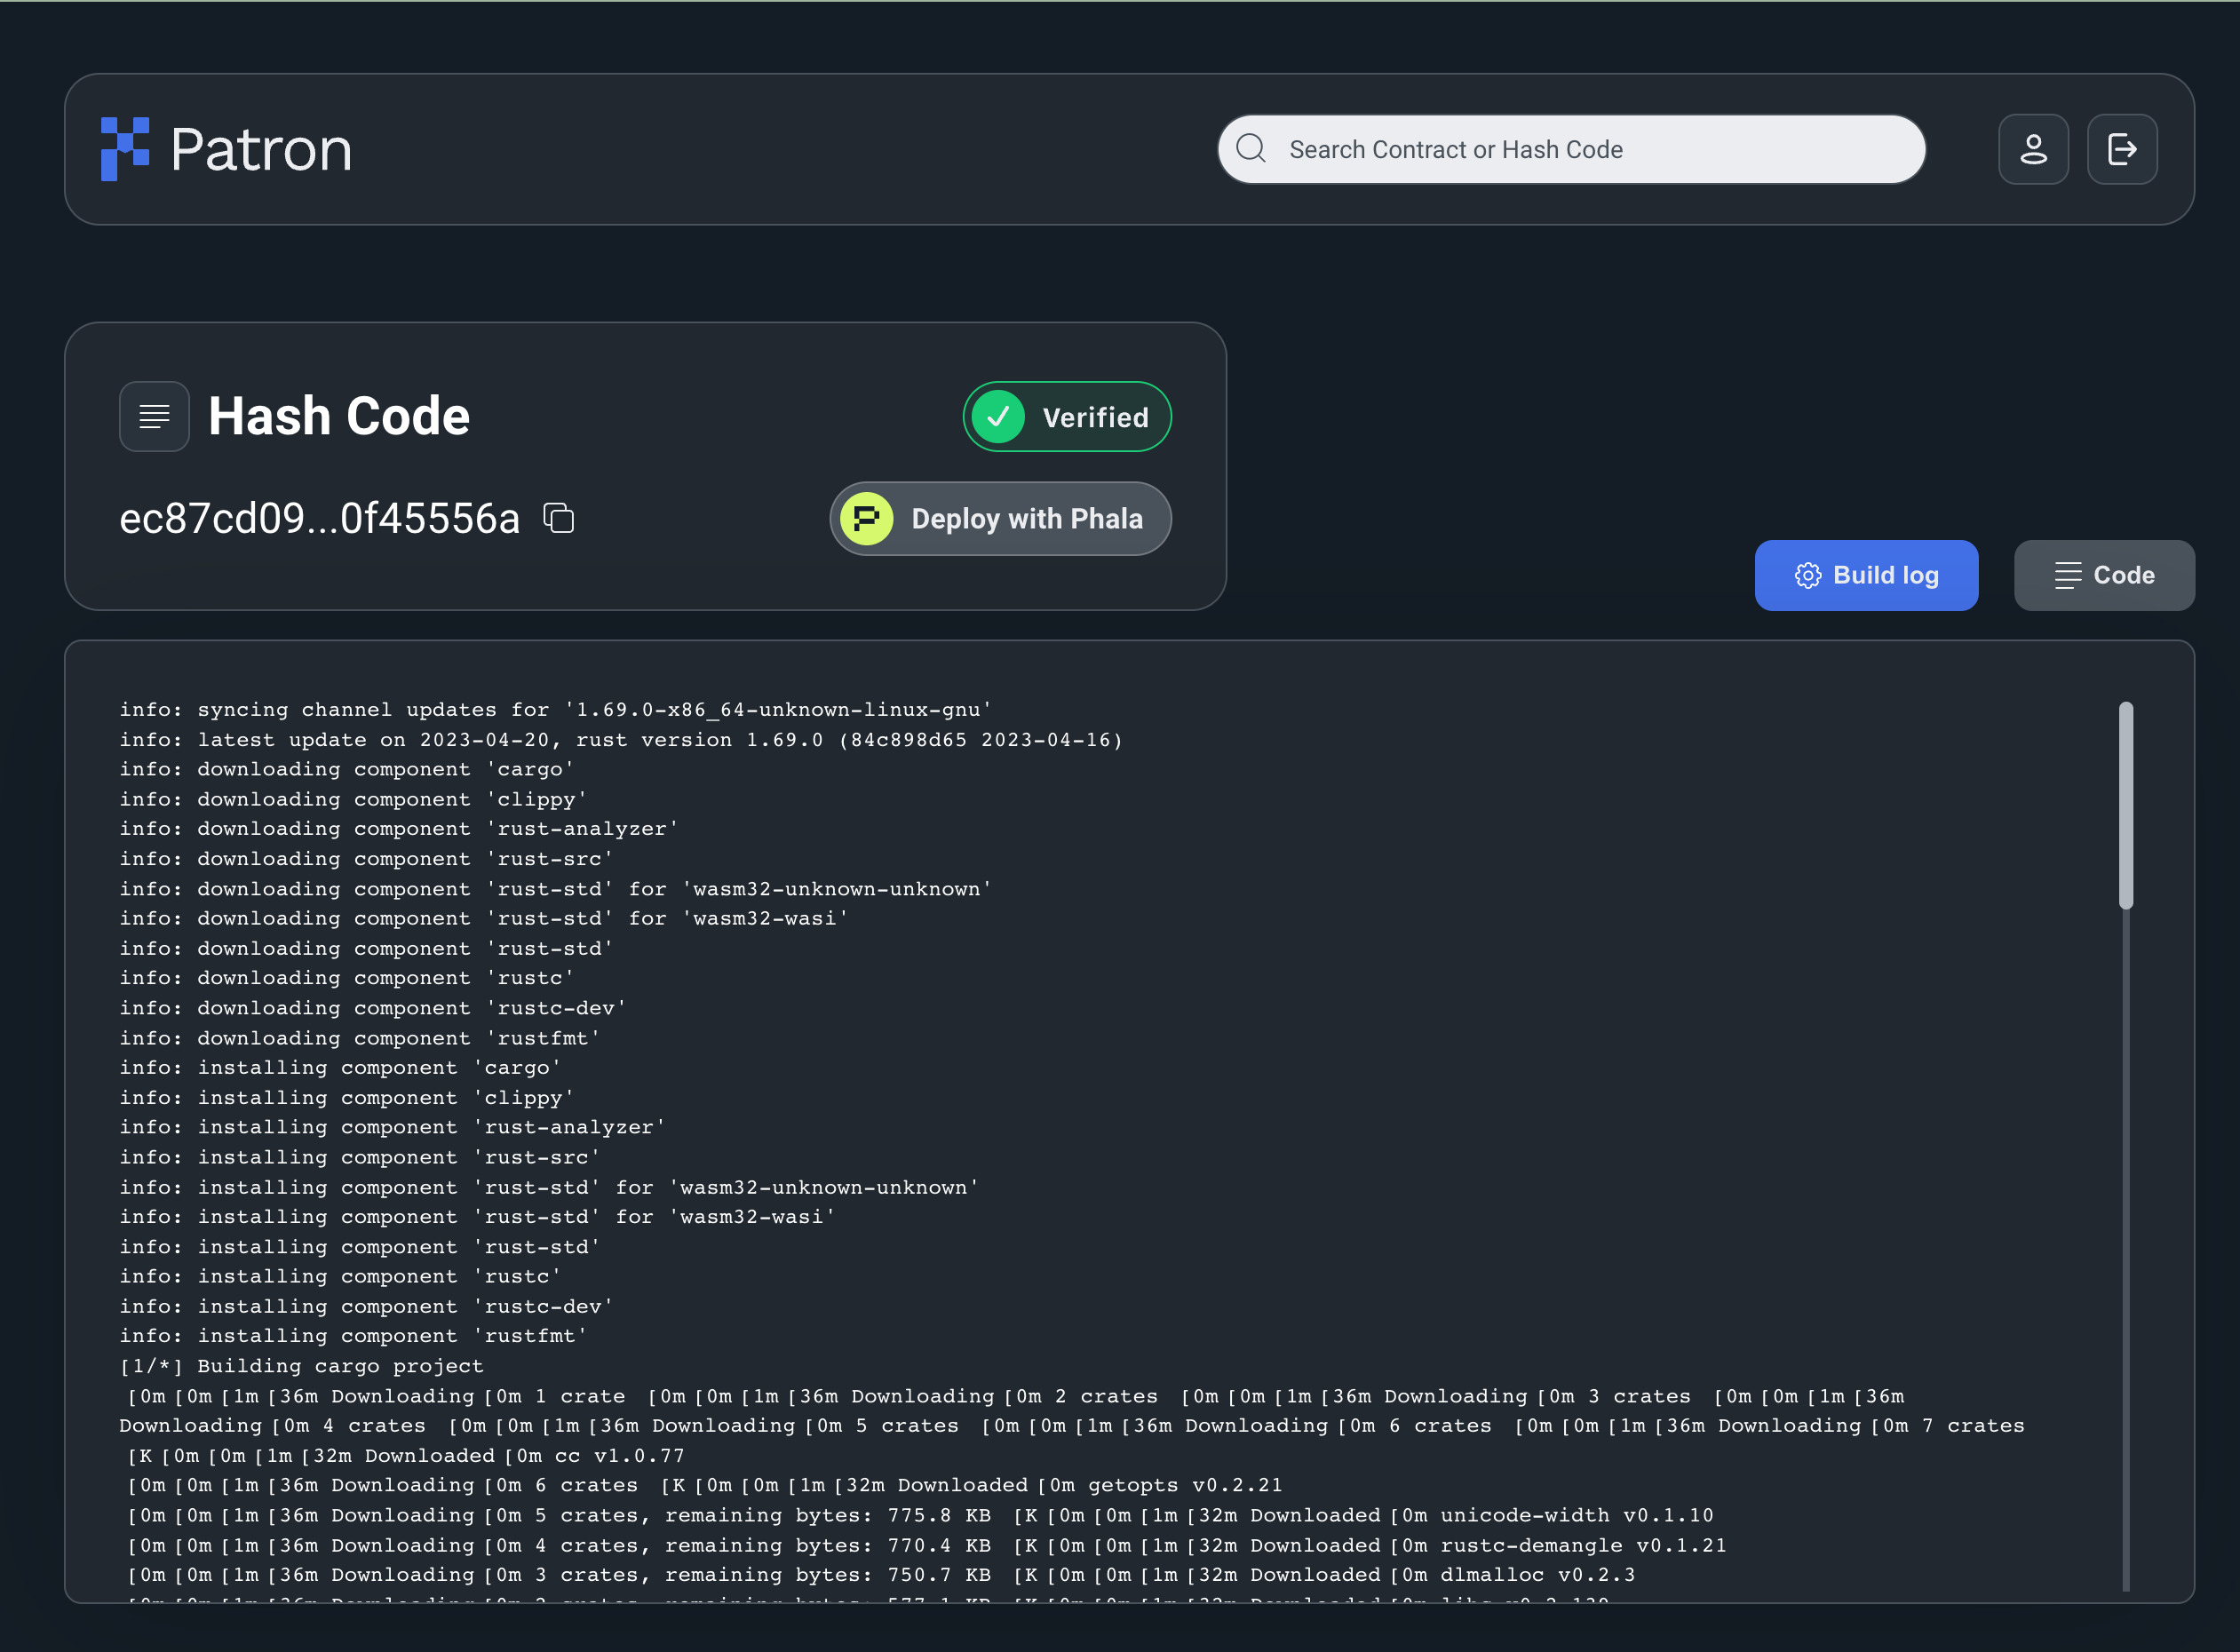 Patron
Search Contract or Hash Code
Hash Code
Verified
ec87cd09...0f45556a
Deploy with Phala
Build log
Code
info: syncing channel updates for '1.69.0-x86_64-unknown-linux-gnu'
info: latest update on 2023-04-20, rust version 1.69.0 (84c898d65 2023-04-16)
info: downloading component 'cargo'
info: downloading component 'clippy'
info: downloading component 'rust-analyzer'
info: downloading component 'rust-src'
info: downloading component 'rust-std' for 'wasm32-unknown-unknown'
info: downloading component 'rust-std' for 'wasm32-wasi'
info: downloading component 'rust-std'
info: downloading component 'rustc'
info: downloading component 'rustc-dev'
info: downloading component 'rustfmt'
info: installing component 'cargo'
info: installing component 'clippy'
info: installing component 'rust-analyzer'
info: installing component 'rust-src'
info: installing component 'rust-std' for 'wasm32-unknown-unknown'
info: installing component 'rust-std' for 'wasm32-wasi'
info: installing component 'rust-std'
info: installing component 'rustc'
info: installing component 'rustc-dev'
info: installing component 'rustfmt'
[1/*] Building cargo project
[0m[0m[1m[36m Downloading[0m 1 crate [0m[0m[1m[36m Downloading[0m 2 crates [0m[0m[1m[36m Downloading[0m 3 crates [0m[0m[1m[36m
Downloading[0m 4 crates [0m[0m[1m[36m Downloading[0m 5 crates [0m[0m[1m[36m Downloading[0m 6 crates [0m[0m[1m[36m Downloading[0m 7 crates
[K[0m[0m[1m[32m Downloaded[0m cc v1.0.77
[0m[0m[1m[36m Downloading[0m 6 crates [K[0m[0m[1m[32m Downloaded[0m getopts v0.2.21
[0m[0m[1m[36m Downloading[0m 5 crates, remaining bytes: 775.8 KB [K[0m[0m[1m[32m Downloaded[0m unicode-width v0.1.10
[0m[0m[1m[36m Downloading[0m 4 crates, remaining bytes: 770.4 KB [K[0m[0m[1m[32m Downloaded[0m rustc-demangle v0.1.21
[0m[0m[1m[36m Downloading[0m 3 crates, remaining bytes: 750.7 KB [K[0m[0m[1m[32m Downloaded[0m dlmalloc v0.2.3